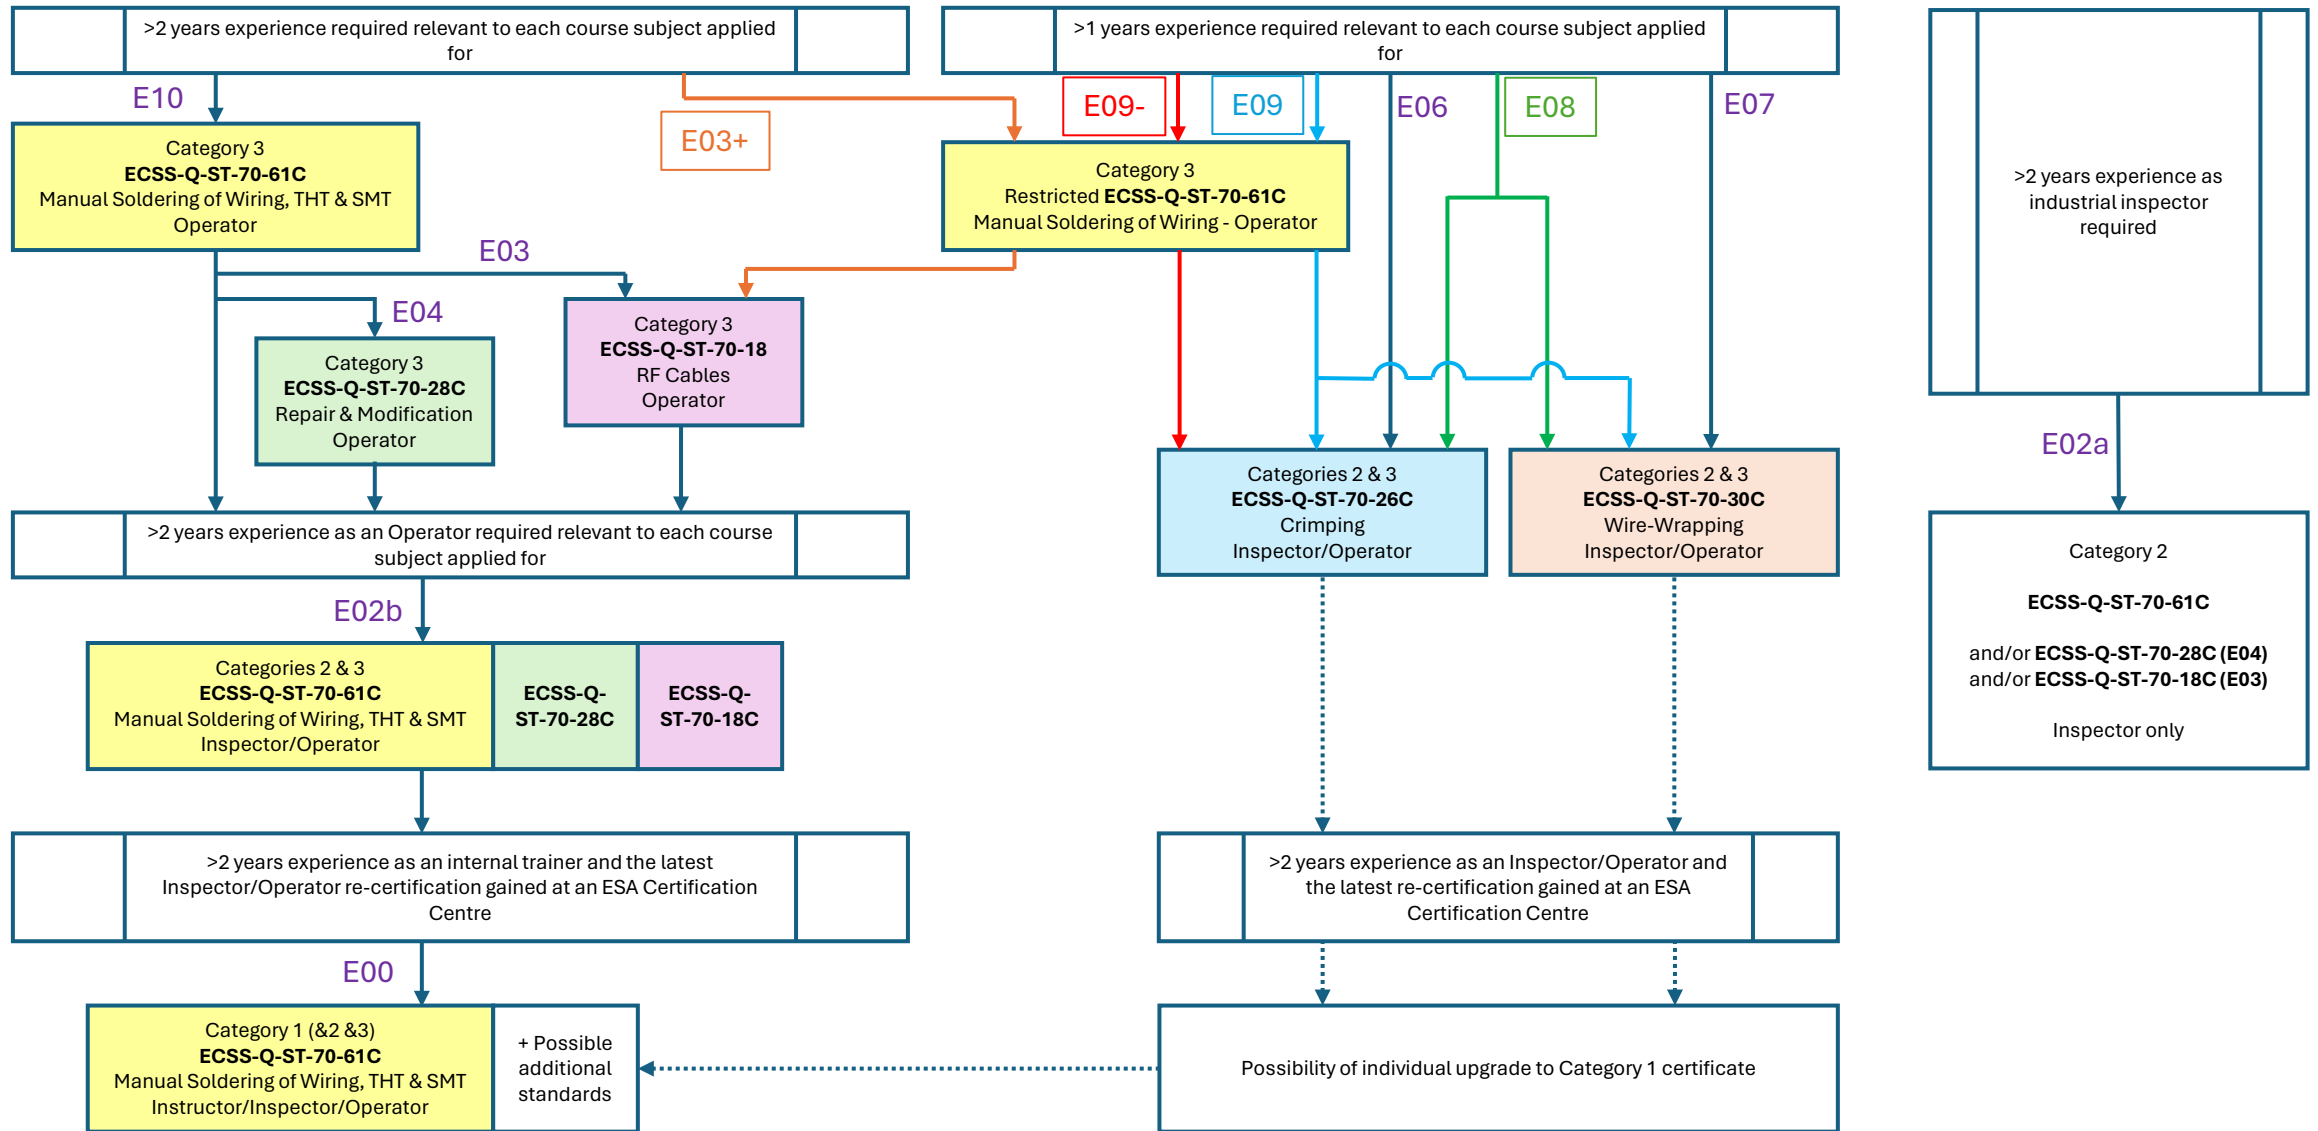 >2 years experience required relevant to each course subject applied
for
>1 years experience required relevant to each course subject applied
for
E10
E03+
E09-
E09
E06
E08
E07
Category 3
ECSS-Q-ST-70-61C
Manual Soldering of Wiring, THT & SMT
Operator
Category 3
Restricted ECSS-Q-ST-70-61C
Manual Soldering of Wiring - Operator
>2 years experience as
industrial inspector
required
E03
E04
Category 3
ECSS-Q-ST-70-28C
Repair & Modification
Operator
Category 3
ECSS-Q-ST-70-18
RF Cables
Operator
E02a
Categories 2 & 3
ECSS-Q-ST-70-26C
Crimping
Inspector/Operator
Categories 2 & 3
ECSS-Q-ST-70-30C
Wire-Wrapping
Inspector/Operator
>2 years experience as an Operator required relevant to each course
subject applied for
Category 2
ECSS-Q-ST-70-61C
and/or ECSS-Q-ST-70-28C (E04)
and/or ECSS-Q-ST-70-18C (E03)
Inspector only
E02b
Categories 2 & 3
ECSS-Q-ST-70-61C
Manual Soldering of Wiring, THT & SMT
Inspector/Operator
ECSS-Q-
ST-70-28C
ECSS-Q-
ST-70-18C
>2 years experience as an internal trainer and the latest
Inspector/Operator re-certification gained at an ESA Certification
Centre
>2 years experience as an Inspector/Operator and
the latest re-certification gained at an ESA
Certification Centre
E00
Category 1 (&2 &3)
ECSS-Q-ST-70-61C
Manual Soldering of Wiring, THT & SMT
Instructor/Inspector/Operator
+ Possible
additional
standards
Possibility of individual upgrade to Category 1 certificate